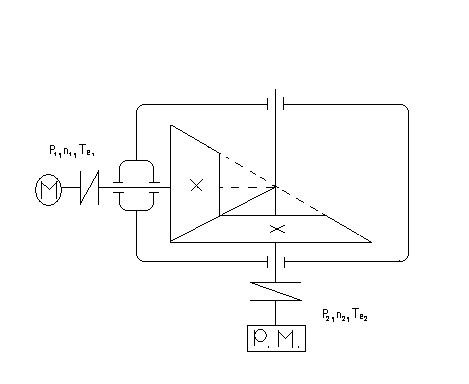 P₁, n₁, Te₁
M
P₂, n₂, Te₂
P. M.